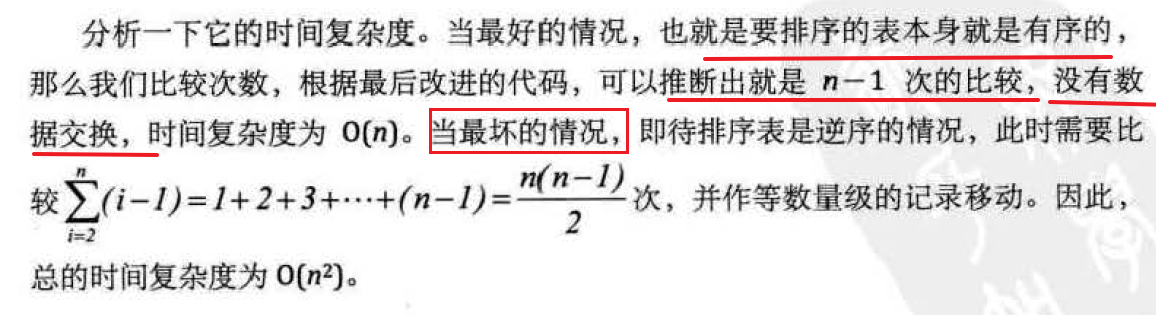 分析一下它的时间复杂度。当最好的情况，也就是要排序的表本身就是有序的，
那么我们比较次数，根据最后改进的代码，可以推断出就是 n－1 次的比较，没有数
据交换，时间复杂度为 O(n)。当最坏的情况，即待排序表是逆序的情况，此时需要比
较 \sum_{i=2}^{n}(i-1)=1+2+3+···+(n-1)=\frac{n(n-1)}{2} 次，并作等数量级的记录移动。因此，
总的时间复杂度为 O(n²)。